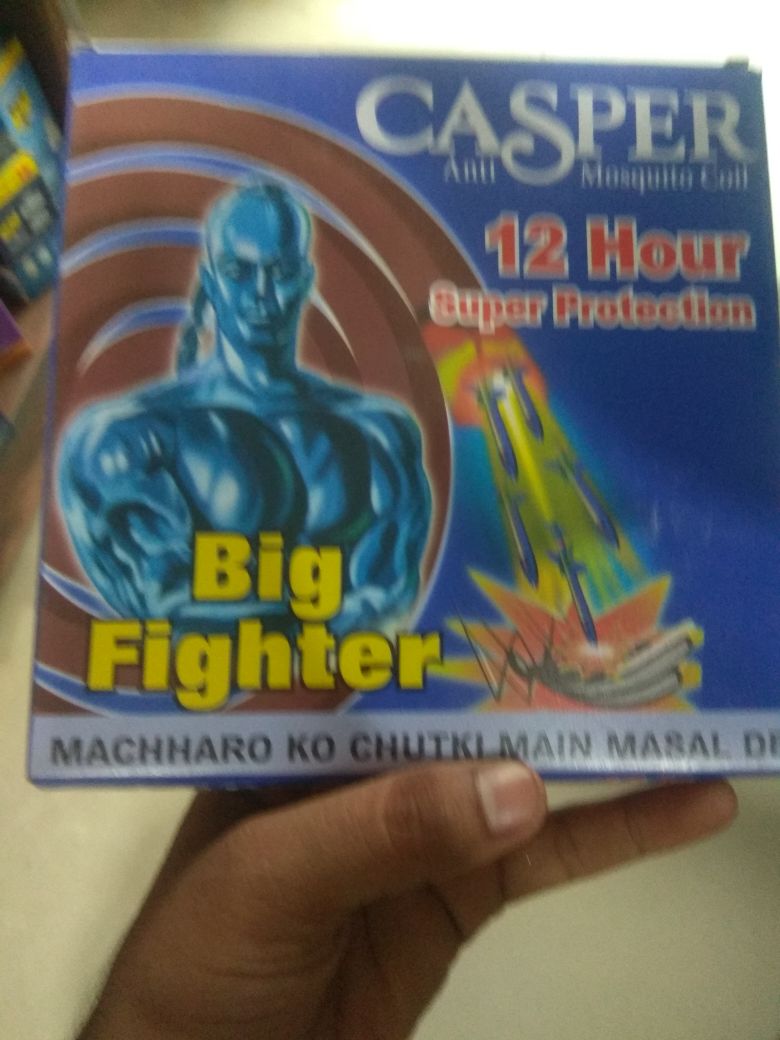 CASPER
Anti Mosquito Coil
12 Hour
Super Protection
Big
Fighter
MACHHARO KO CHUTKI MAIN MASAL